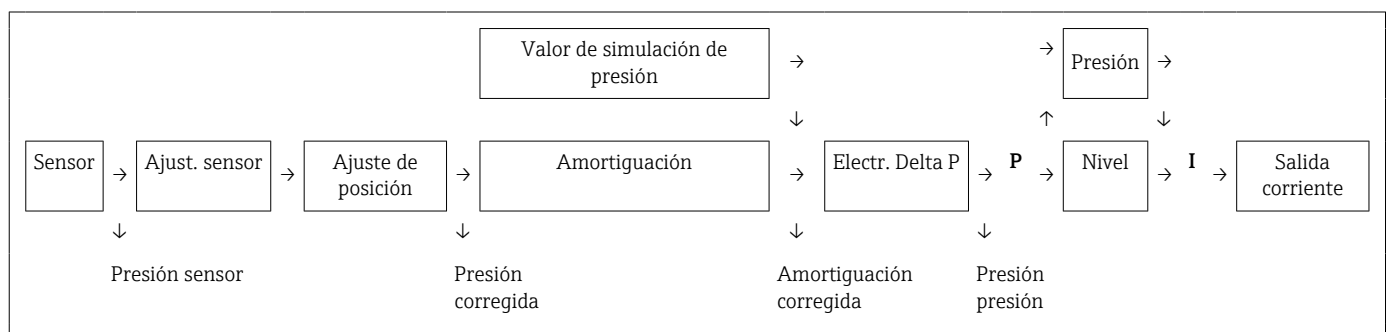 Valor de simulación de
presión
→
→
Presión
→
↓
↑
↓
Sensor
→
Ajust. sensor
→
Ajuste de
posición
→
Amortiguación
→
Electr. Delta P
→
P
→
Nivel
→
I
→
Salida
corriente
↓
↓
↓
↓
Presión sensor
Presión
corregida
Amortiguación
corregida
Presión
presión